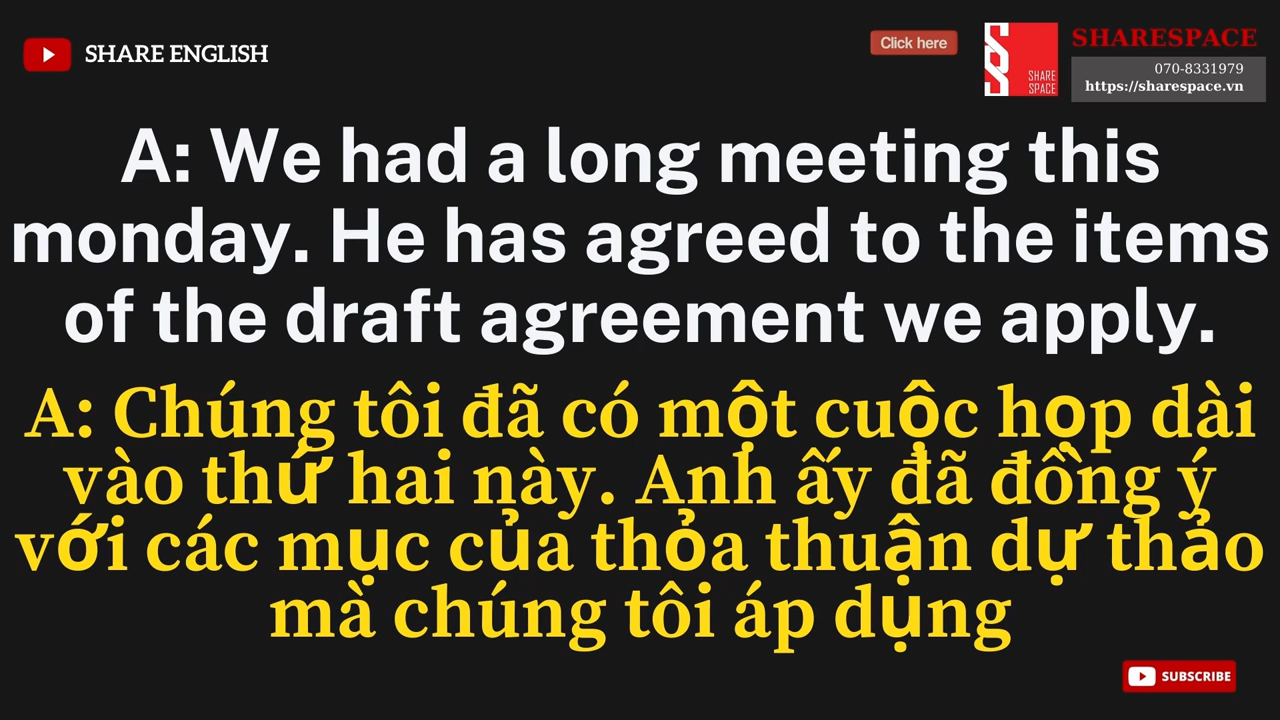 SHARE ENGLISH
Click here
SHARE
SPACE
SHARESPACE
070-8331979
https://sharespace.vn
A: We had a long meeting this
monday. He has agreed to the items
of the draft agreement we apply.
A: Chúng tôi đã có một cuộc họp dài
vào thứ hai này. Anh ấy đã đồng ý
với các mục của thỏa thuận dự thảo
mà chúng tôi áp dụng
SUBSCRIBE